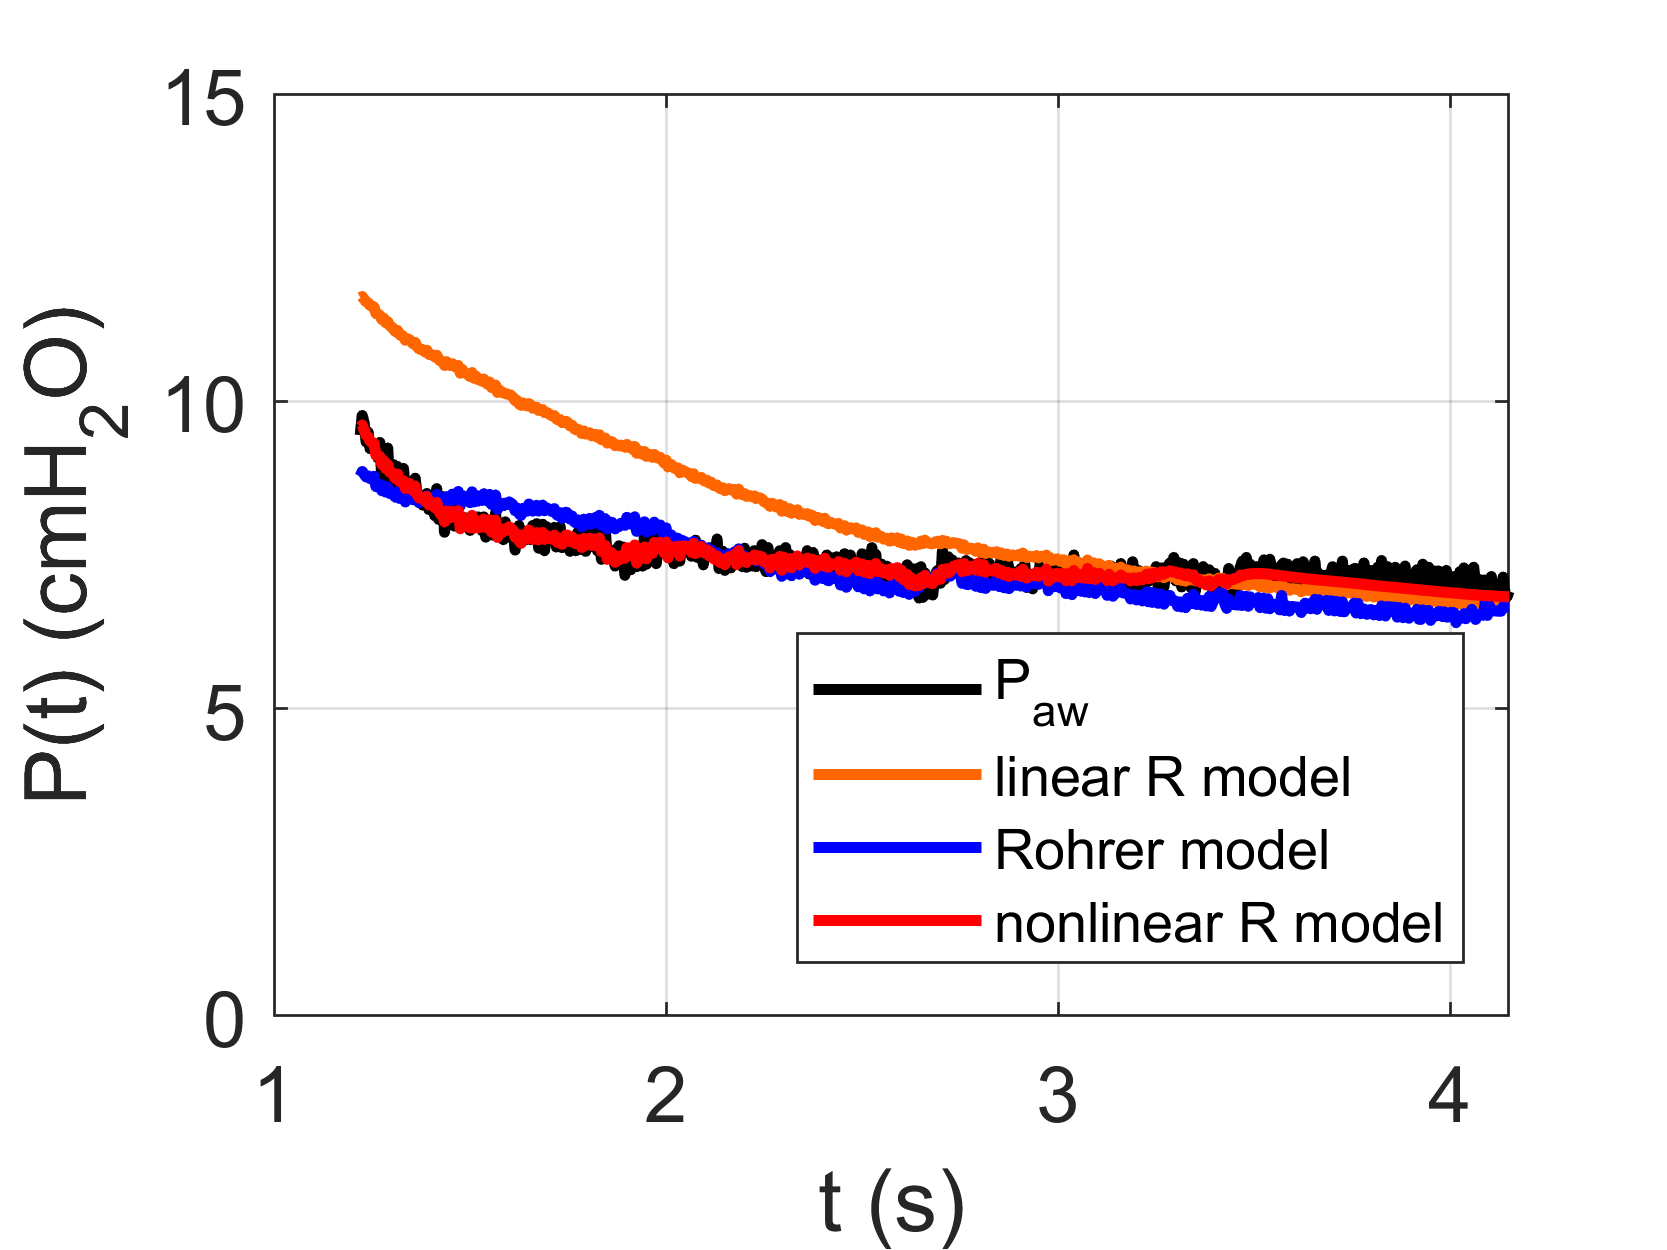 P(t) (cmH2O)
15
10
5
0
1 2 3 4
t (s)
Paw
linear R model
Rohrer model
nonlinear R model